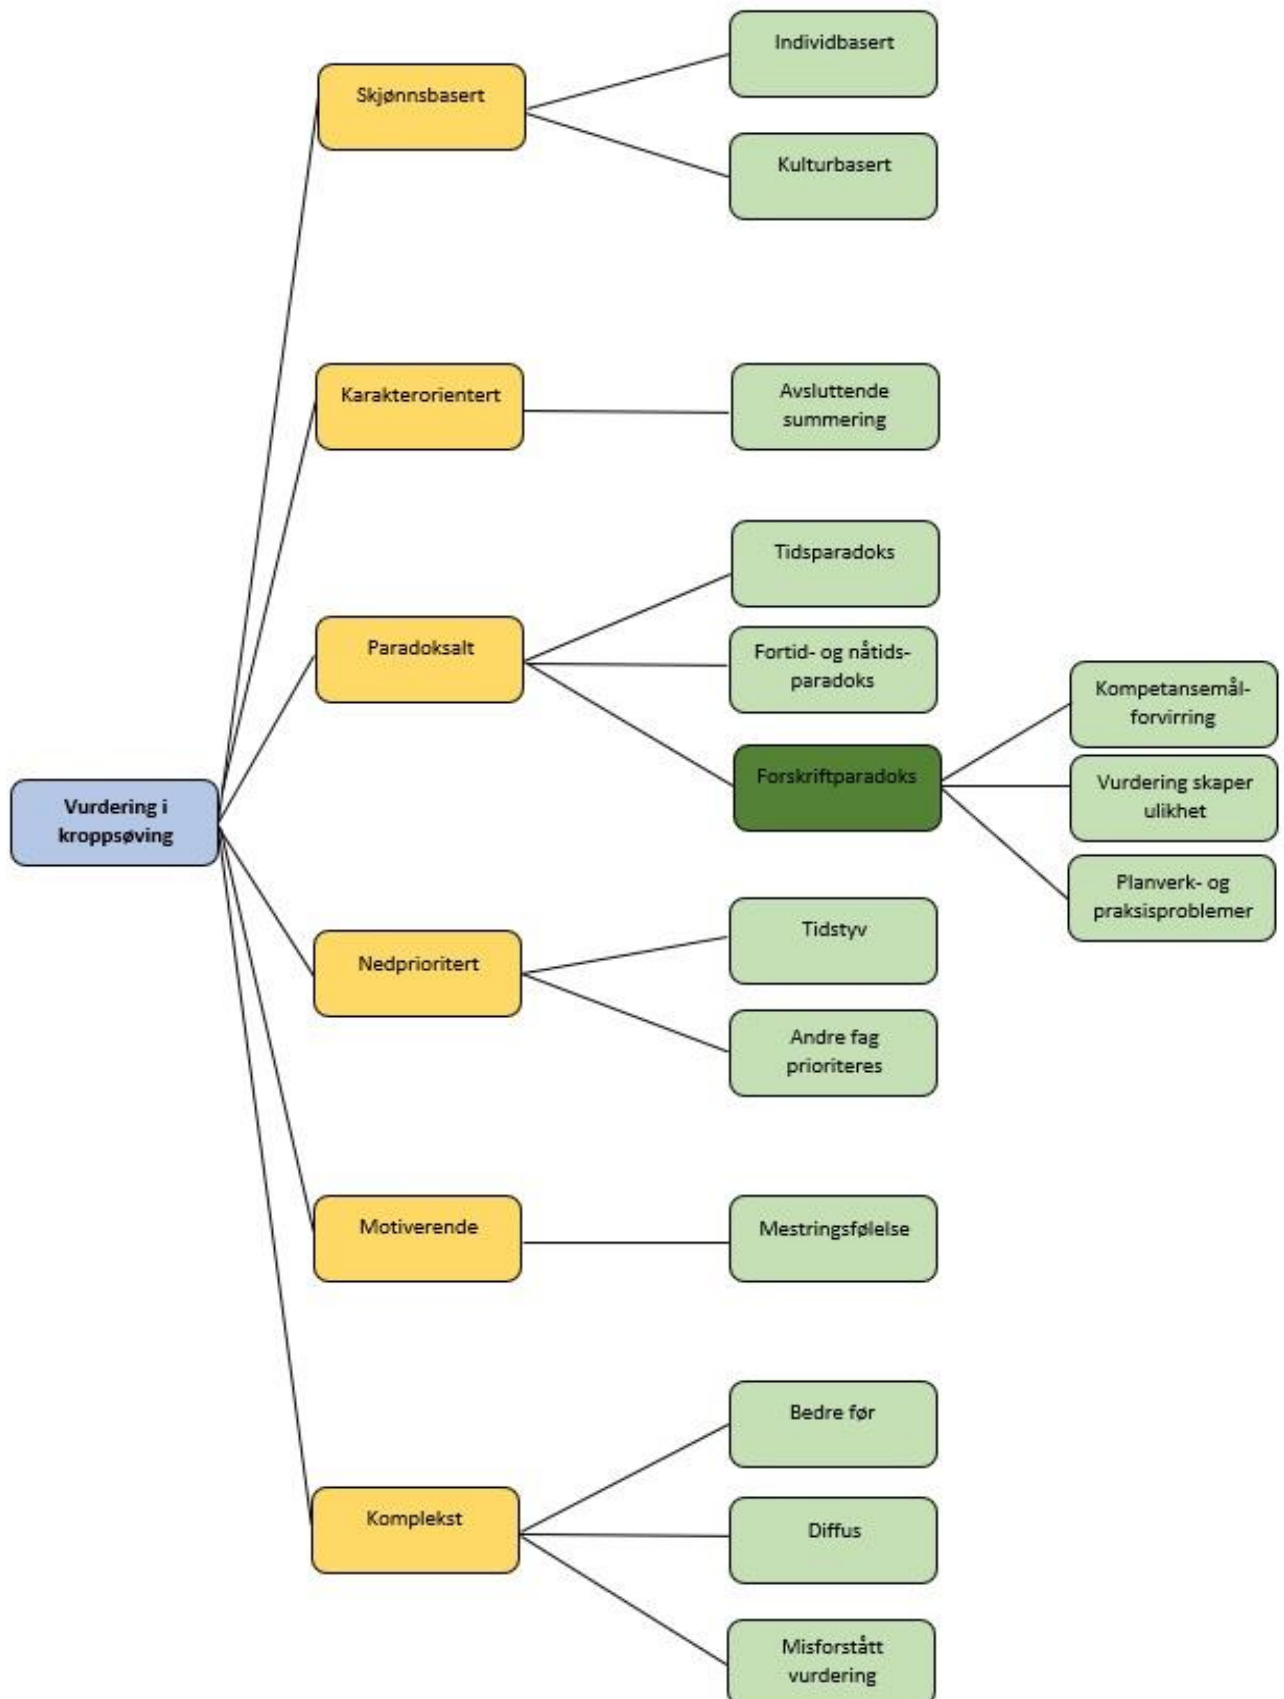 Individbasert
Skjønnsbasert
Kulturbasert
Karakterorientert
Avsluttende
summering
Tidsparadoks
Paradoksalt
Fortid- og nåtids-
paradoks
Kompetansemål-
forvirring
Forskriftparadoks
Vurdering skaper
ulikhet
Vurdering i
kroppsøving
Planverk- og
praksisproblemer
Tidstyv
Nedprioritert
Andre fag
prioriteres
Motiverende
Mestringsfølelse
Bedre før
Komplekst
Diffus
Misforstått
vurdering